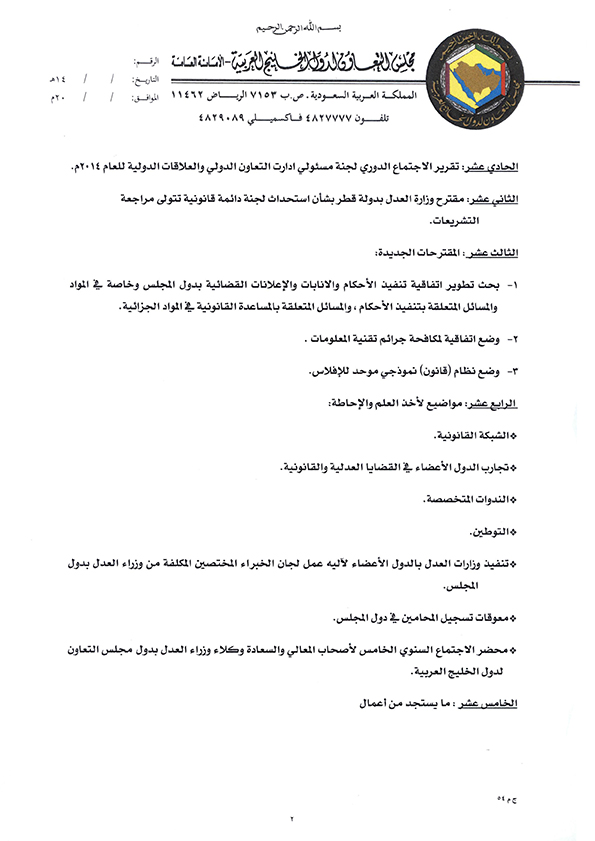 بسم الله الرحمن الرحيم
مجلس التعاون لدول الخليج العربية - الأمانة العامة
الرقم:
التاريخ: / / ١٤هـ
الموافق: / / ٢٠م
المملكة العربية السعودية . ص.ب ٧١٥٣ الرياض ١١٤٦٢
تلفون ٤٨٢٧٧٧٧ فاكسميلي ٤٨٢٩٠٨٩
الحادي عشر: تقرير الاجتماع الدوري لجنة مسئولي ادارت التعاون الدولي والعلاقات الدولية للعام ٢٠١٤م.
الثاني عشر: مقترح وزارة العدل بدولة قطر بشأن استحداث لجنة دائمة قانونية تتولى مراجعة
التشريعات.
الثالث عشر : المقترحات الجديدة:
١- بحث تطوير اتفاقية تنفيذ الأحكام والانابات والإعلانات القضائية بدول المجلس وخاصة في المواد
والمسائل المتعلقة بتنفيذ الأحكام ، والمسائل المتعلقة بالمساعدة القانونية في المواد الجزائية.
٢- وضع اتفاقية لمكافحة جرائم تقنية المعلومات .
٣- وضع نظام (قانون) نموذجي موحد للإفلاس.
الرابع عشر: مواضيع لأخذ العلم والإحاطة:
❖الشبكة القانونية.
❖تجارب الدول الأعضاء في القضايا العدلية والقانونية.
❖الندوات المتخصصة.
❖التوطين.
❖تنفيذ وزارات العدل بالدول الأعضاء لآليه عمل لجان الخبراء المختصين المكلفة من وزراء العدل بدول
المجلس.
❖معوقات تسجيل المحامين في دول المجلس.
❖محضر الاجتماع السنوي الخامس لأصحاب المعالي والسعادة وكلاء وزراء العدل بدول مجلس التعاون
لدول الخليج العربية.
الخامس عشر : ما يستجد من أعمال
ج م ٥٤
٢